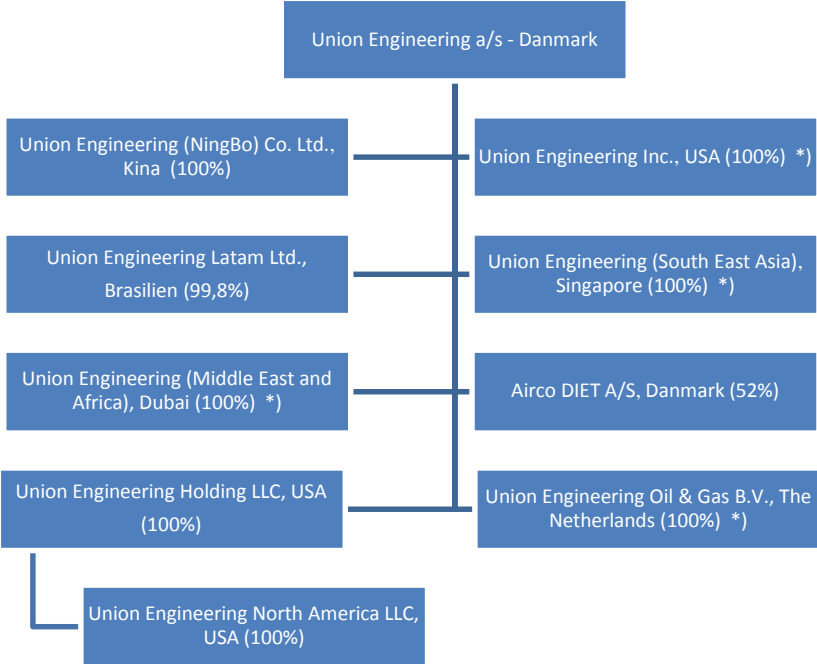 Union Engineering a/s - Danmark
Union Engineering (NingBo) Co. Ltd.,
Kina (100%)
Union Engineering Inc., USA (100%) *)
Union Engineering Latam Ltd.,
Brasilien (99,8%)
Union Engineering (South East Asia),
Singapore (100%) *)
Union Engineering (Middle East and
Africa), Dubai (100%) *)
Airco DIET A/S, Danmark (52%)
Union Engineering Holding LLC, USA
(100%)
Union Engineering Oil & Gas B.V., The
Netherlands (100%) *)
Union Engineering North America LLC,
USA (100%)